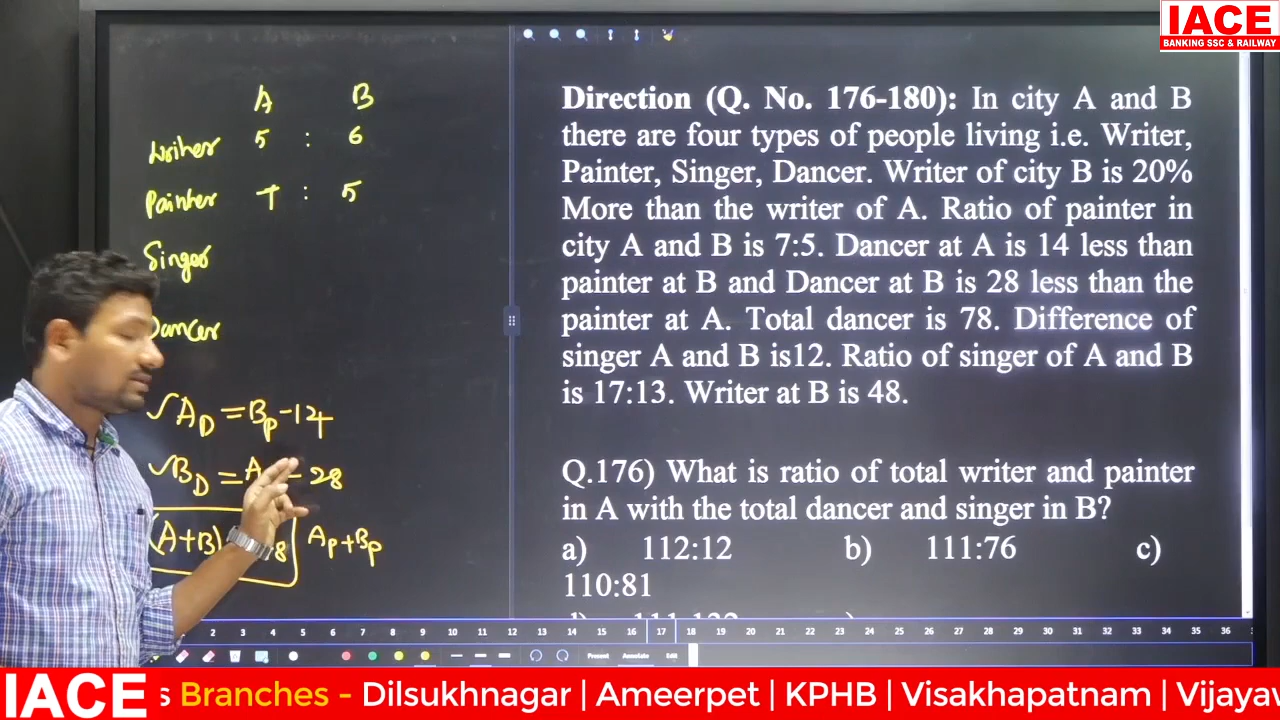 IACE
BANKING SSC & RAILWAY
A B
Writer 5 : 6
Painter 7 : 5
Singer
Dancer
✓A_D = B_p - 14
✓B_D = A - 28
(A+B) 8 A_p + B_p
Direction (Q. No. 176-180): In city A and B
there are four types of people living i.e. Writer,
Painter, Singer, Dancer. Writer of city B is 20%
More than the writer of A. Ratio of painter in
city A and B is 7:5. Dancer at A is 14 less than
painter at B and Dancer at B is 28 less than the
painter at A. Total dancer is 78. Difference of
singer A and B is12. Ratio of singer of A and B
is 17:13. Writer at B is 48.
Q.176) What is ratio of total writer and painter
in A with the total dancer and singer in B?
a) 112:12 b) 111:76 c)
110:81
2 3 4 5 6 7 8 9 10 11 12 13 14 15 16 17 18 19 20 21 22 23 24 25 26 27 28 29 30 31 32 33 34 35 36
Present Annotate Edit
IACE s Branches - Dilsukhnagar | Ameerpet | KPHB | Visakhapatnam | Vijayav